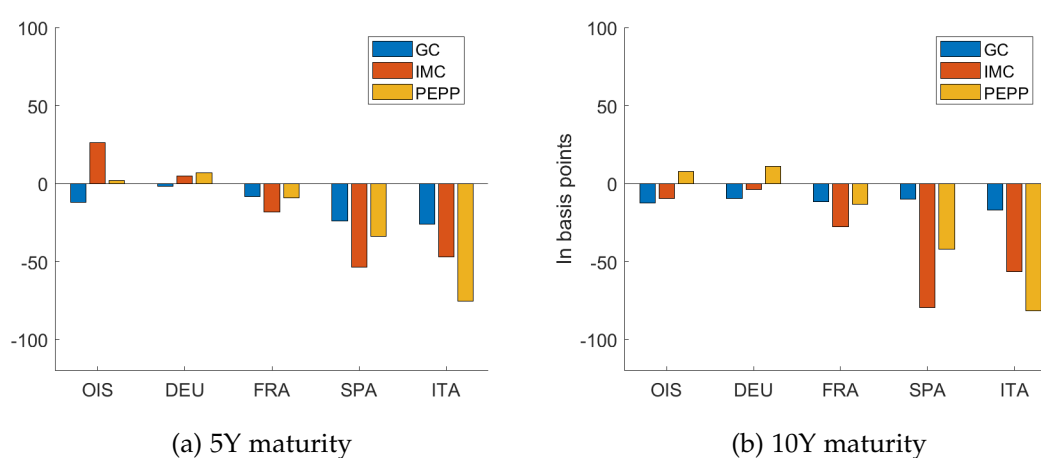 100
50
0
-50
-100
GC
IMC
PEPP
OIS DEU FRA SPA ITA
(a) 5Y maturity
In basis points
100
50
0
-50
-100
GC
IMC
PEPP
OIS DEU FRA SPA ITA
(b) 10Y maturity